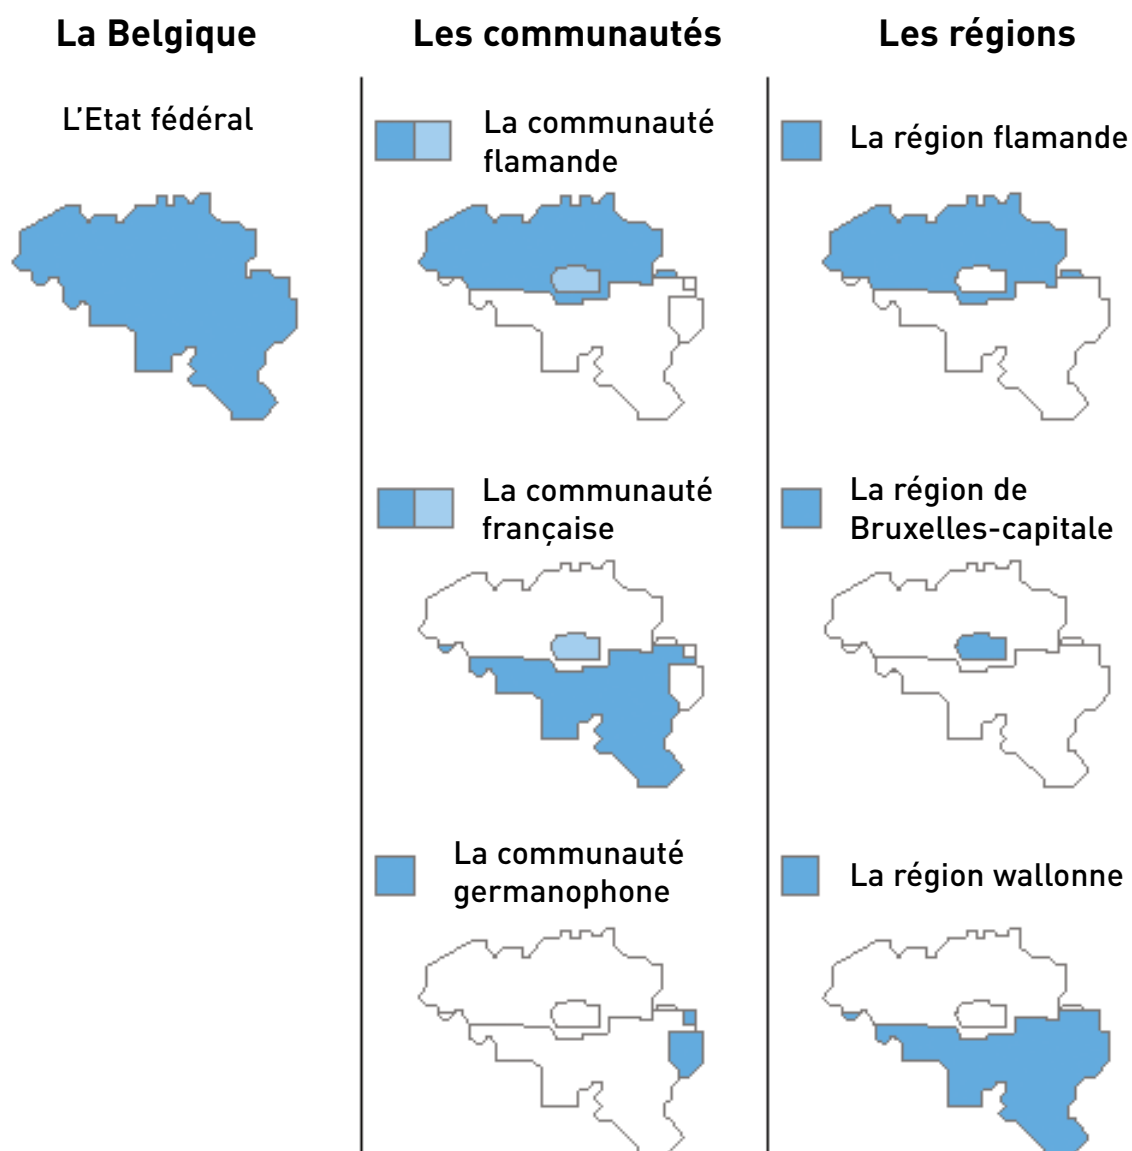 La Belgique
Les communautés
Les régions
L'Etat fédéral
La communauté
flamande
La région flamande
La communauté
française
La région de
Bruxelles-capitale
La communauté
germanophone
La région wallonne